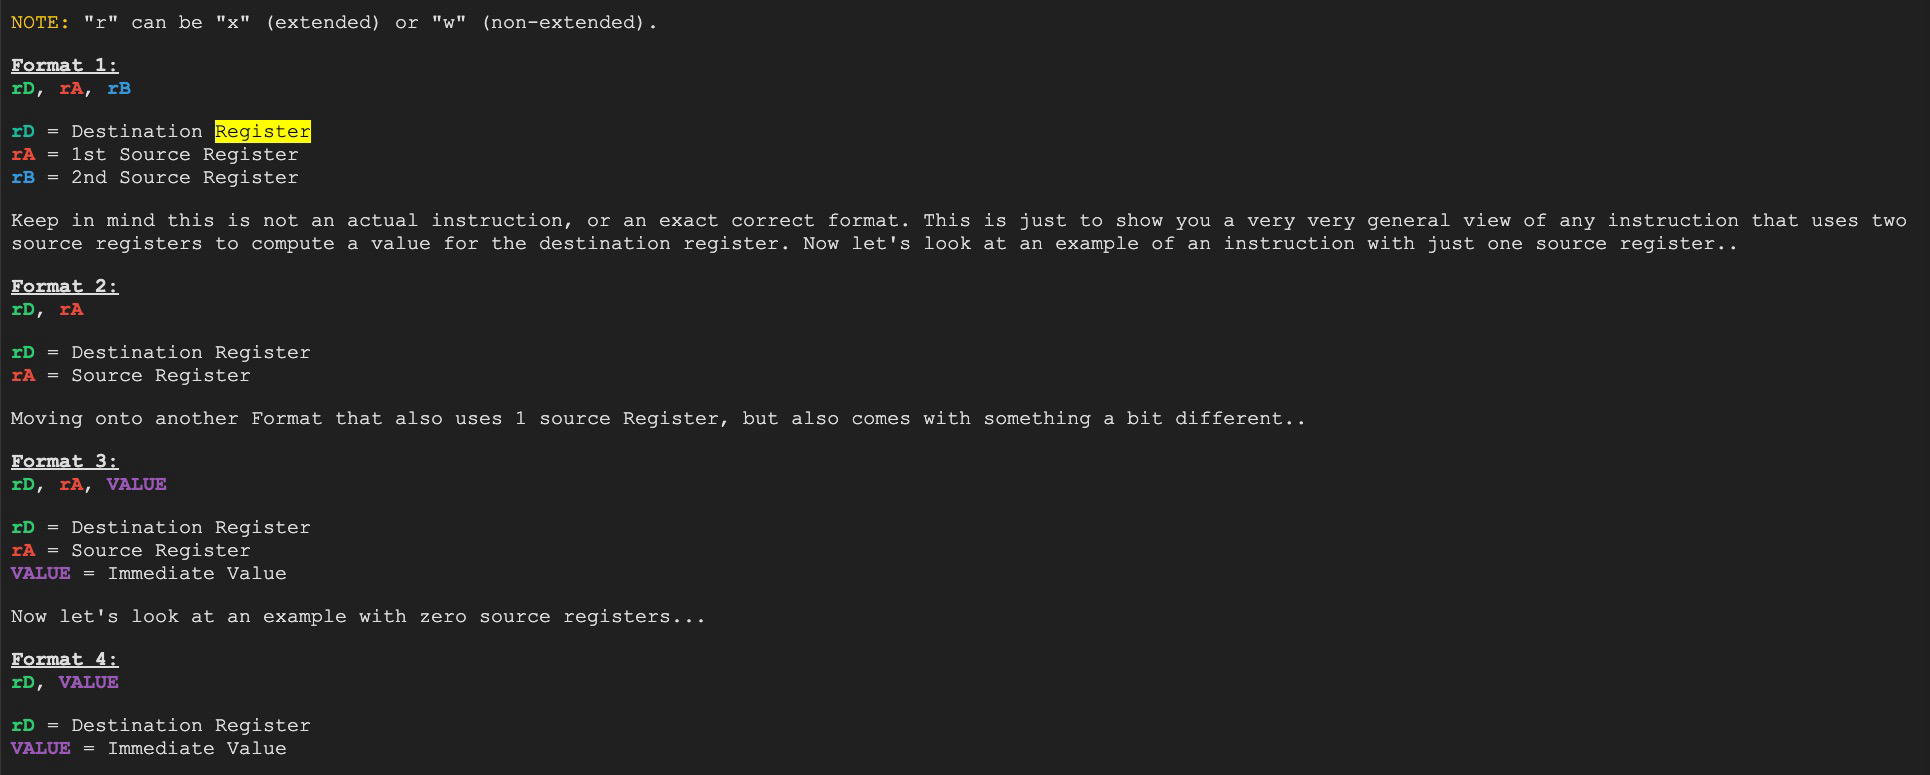 NOTE: "r" can be "x" (extended) or "w" (non-extended).
Format 1:
rD, rA, rB
rD = Destination Register
rA = 1st Source Register
rB = 2nd Source Register
Keep in mind this is not an actual instruction, or an exact correct format. This is just to show you a very very general view of any instruction that uses two
source registers to compute a value for the destination register. Now let's look at an example of an instruction with just one source register..
Format 2:
rD, rA
rD = Destination Register
rA = Source Register
Moving onto another Format that also uses 1 source Register, but also comes with something a bit different..
Format 3:
rD, rA, VALUE
rD = Destination Register
rA = Source Register
VALUE = Immediate Value
Now let's look at an example with zero source registers...
Format 4:
rD, VALUE
rD = Destination Register
VALUE = Immediate Value